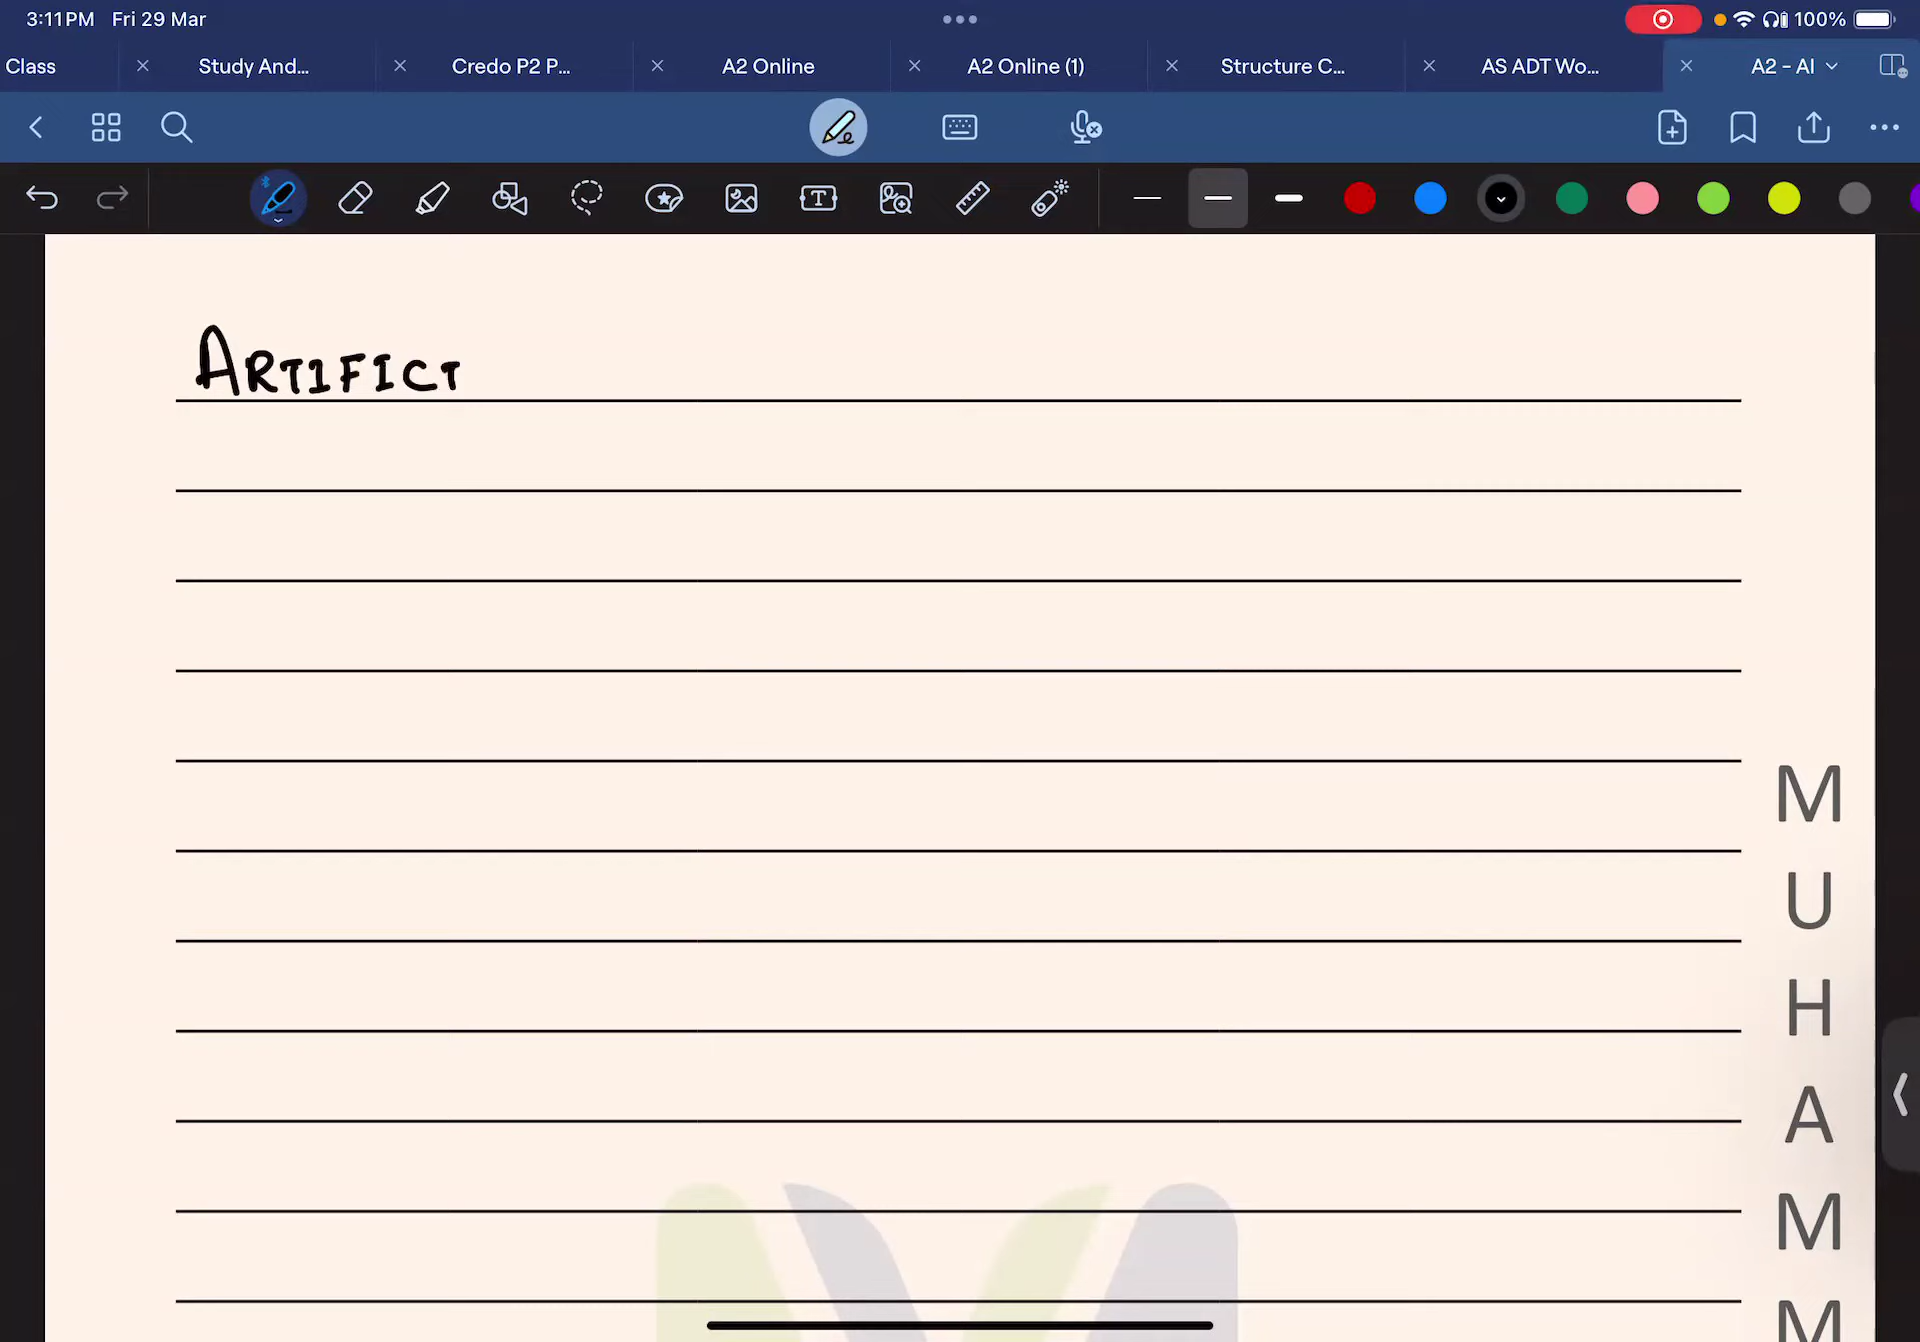 3:11 PM Fri 29 Mar 100%
Class Study And... Credo P2 P... A2 Online A2 Online (1) Structure C... AS ADT Wo... A2 - AI
ARTIFICT
M
U
H
A
M
M